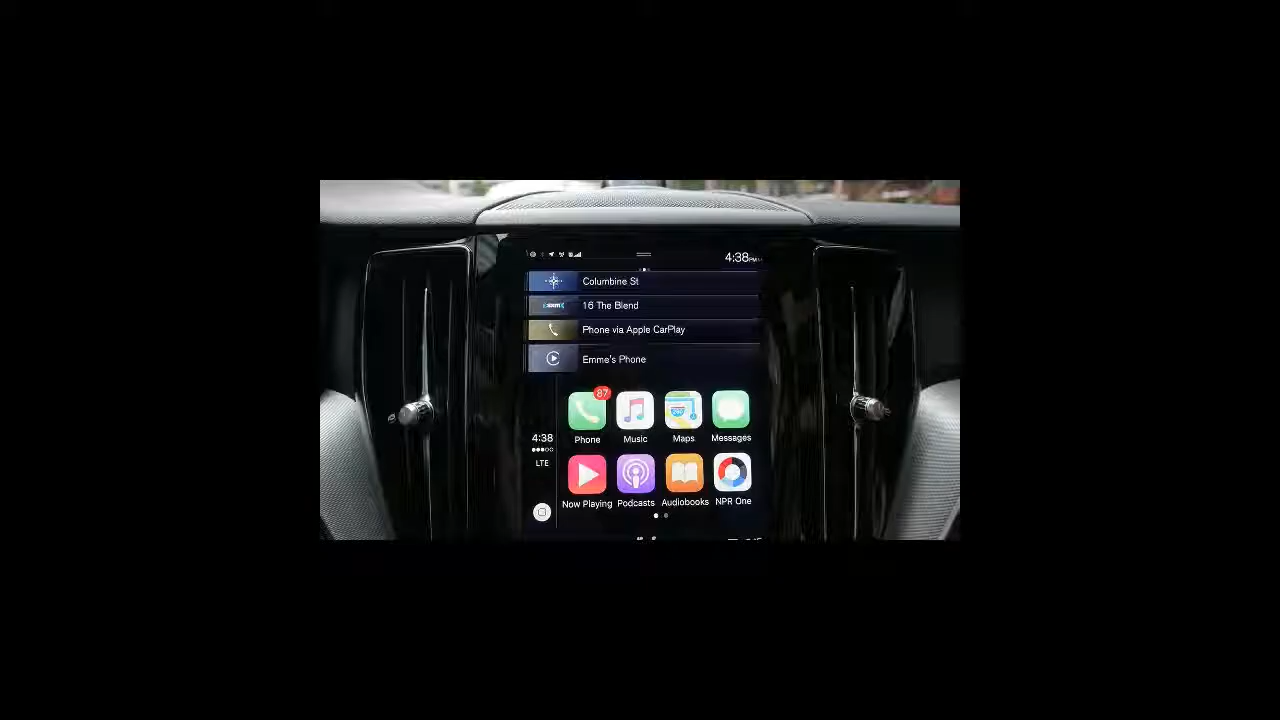 4:38PM
Columbine St
16 The Blend
Phone via Apple CarPlay
Emme's Phone
87
Phone Music Maps Messages
4:38
LTE
Now Playing Podcasts Audiobooks NPR One